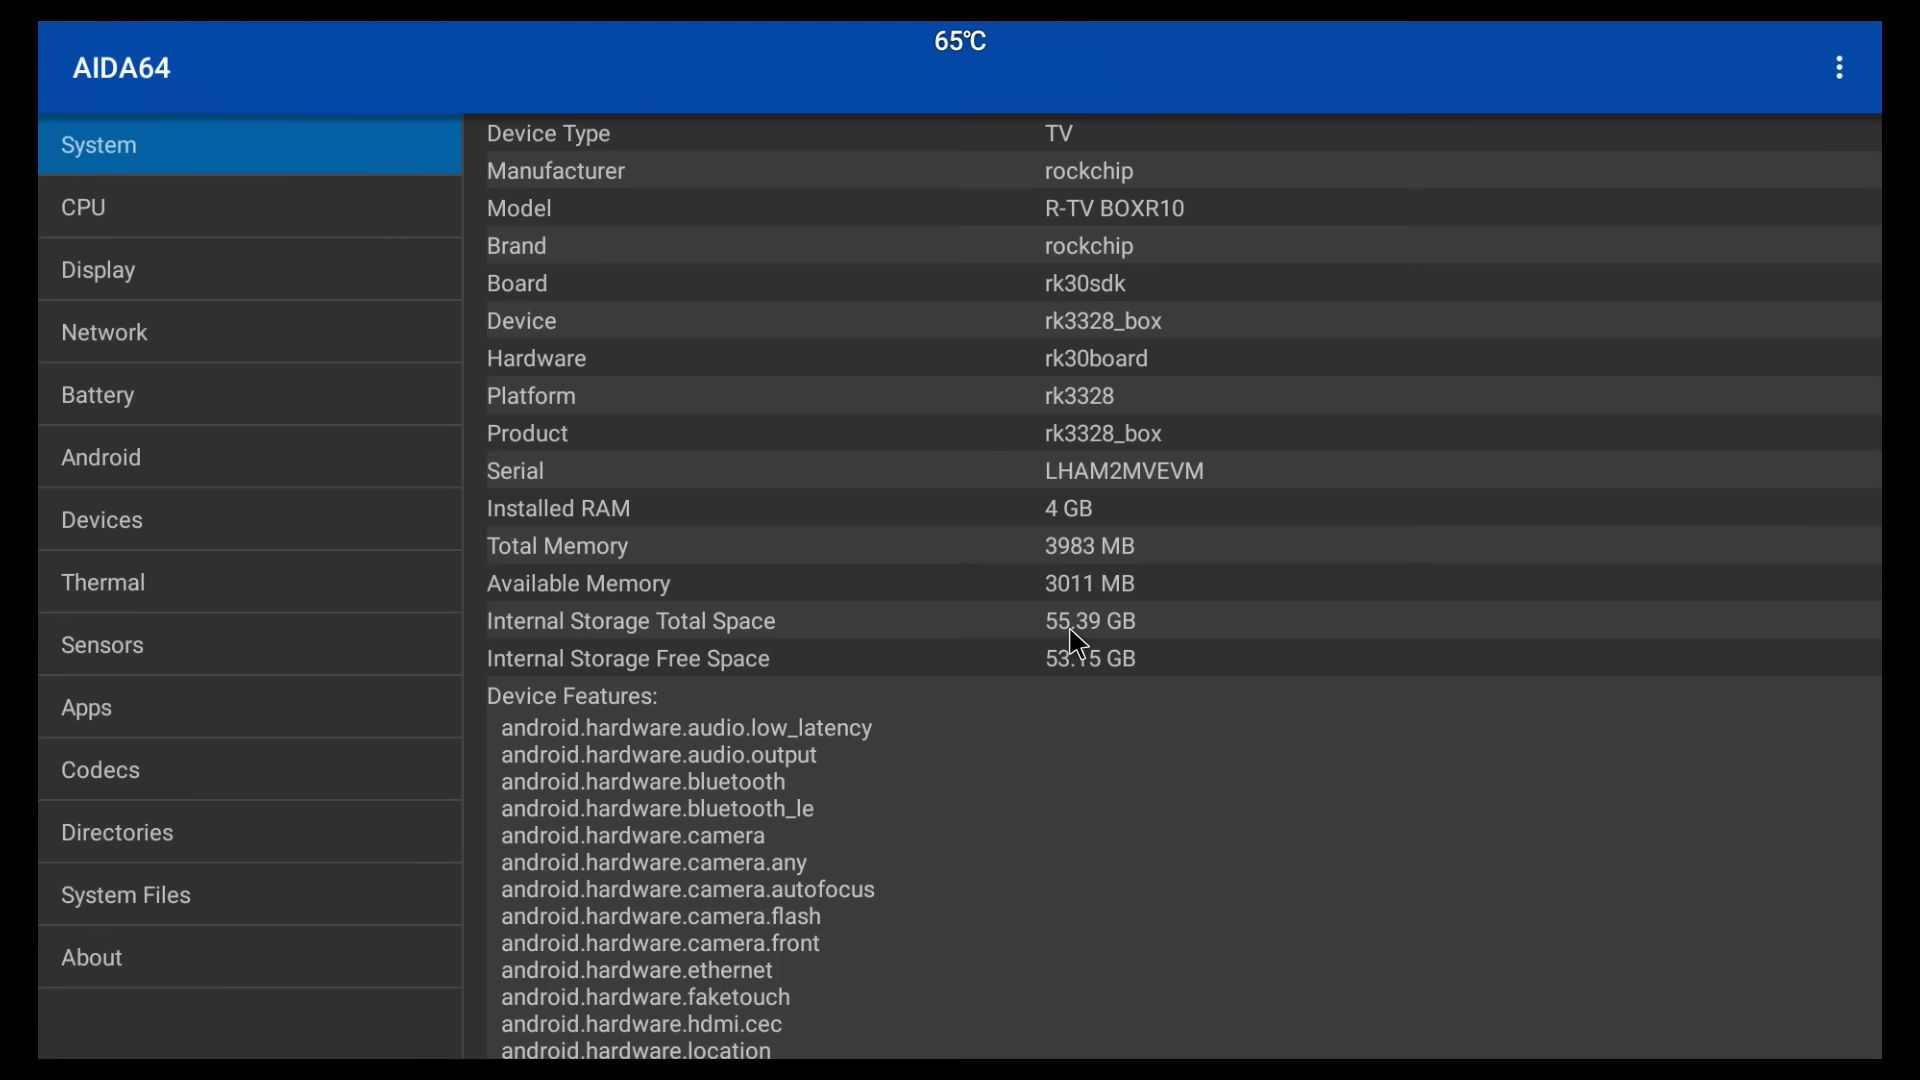 65℃
AIDA64
System
CPU
Display
Network
Battery
Android
Devices
Thermal
Sensors
Apps
Codecs
Directories
System Files
About
Device Type TV
Manufacturer rockchip
Model R-TV BOXR10
Brand rockchip
Board rk30sdk
Device rk3328_box
Hardware rk30board
Platform rk3328
Product rk3328_box
Serial LHAM2MVEVM
Installed RAM 4 GB
Total Memory 3983 MB
Available Memory 3011 MB
Internal Storage Total Space 55.39 GB
Internal Storage Free Space 53.15 GB
Device Features:
android.hardware.audio.low_latency
android.hardware.audio.output
android.hardware.bluetooth
android.hardware.bluetooth_le
android.hardware.camera
android.hardware.camera.any
android.hardware.camera.autofocus
android.hardware.camera.flash
android.hardware.camera.front
android.hardware.ethernet
android.hardware.faketouch
android.hardware.hdmi.cec
android.hardware.location